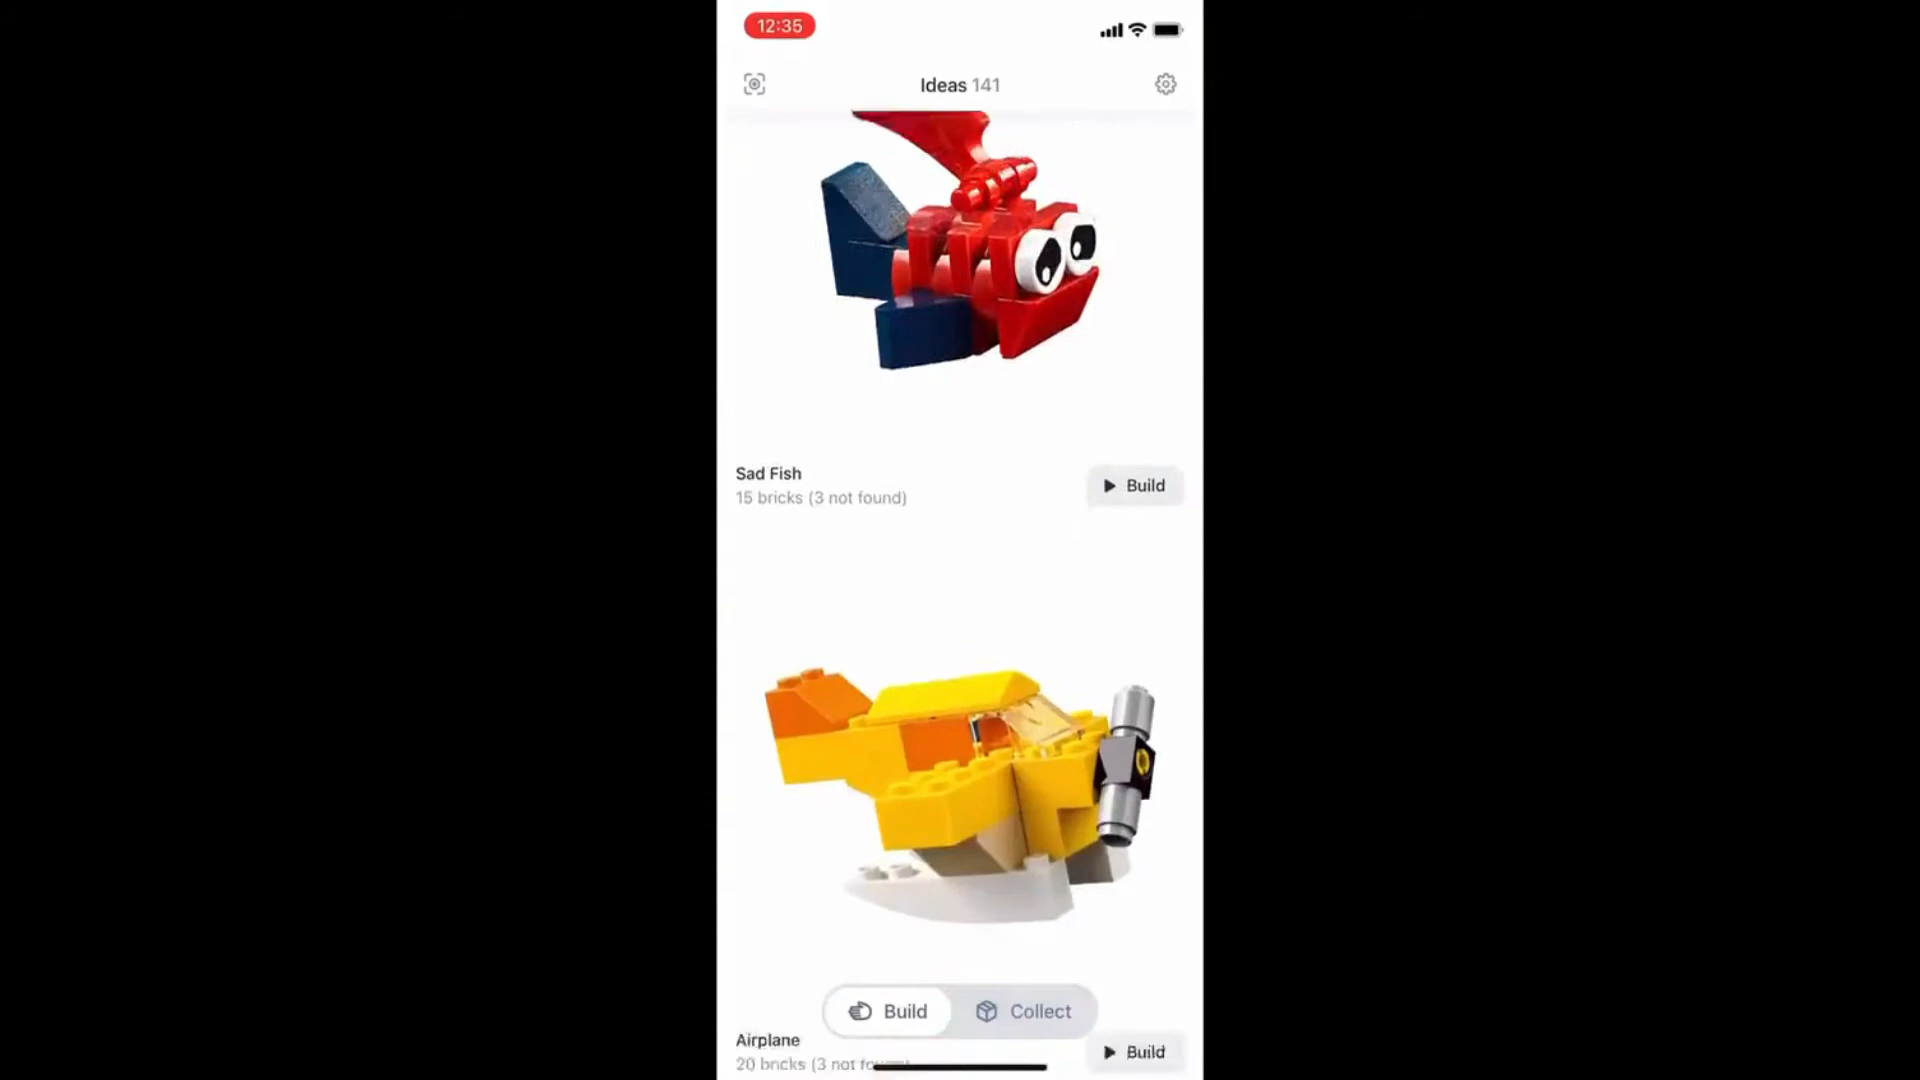 12:35
Ideas 141
Sad Fish
15 bricks (3 not found)
Build
Build
Collect
Airplane
20 bricks (3 not
Build